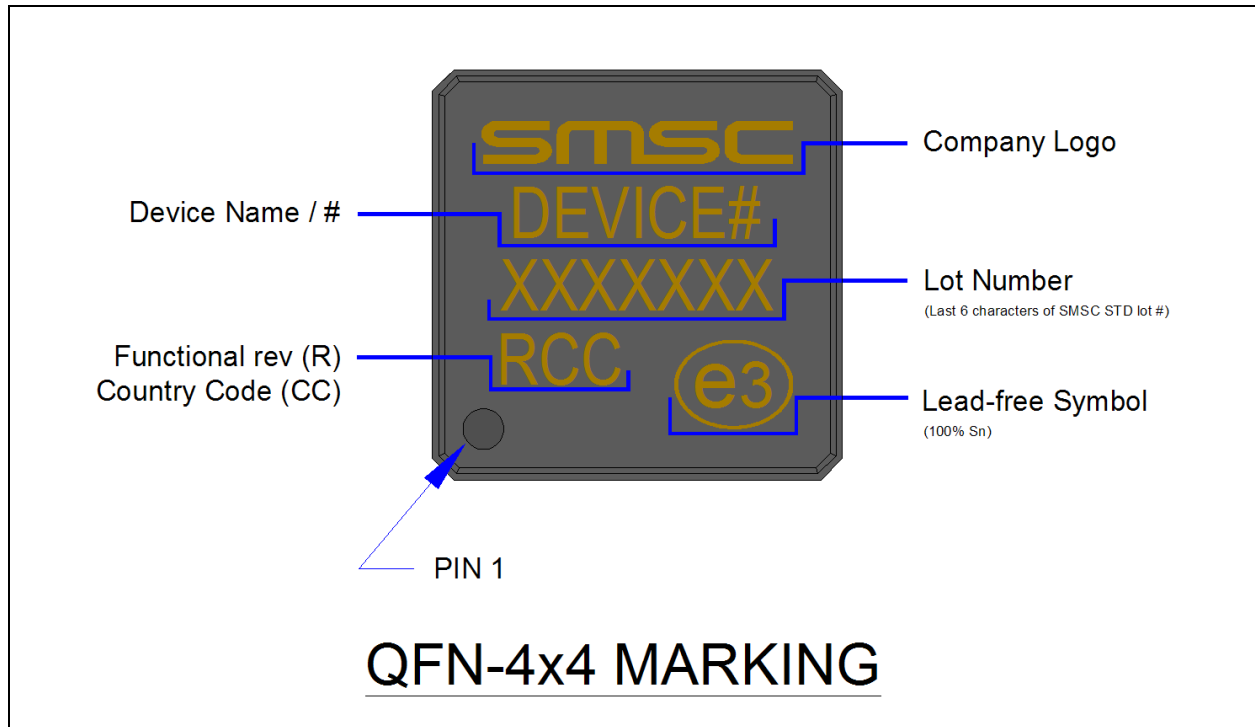 smsc
Company Logo
Device Name / #
DEVICE#
XXXXXXX
Lot Number
(Last 6 characters of SMSC STD lot #)
Functional rev (R)
Country Code (CC)
RCC
e3
Lead-free Symbol
(100% Sn)
PIN 1
QFN-4x4 MARKING